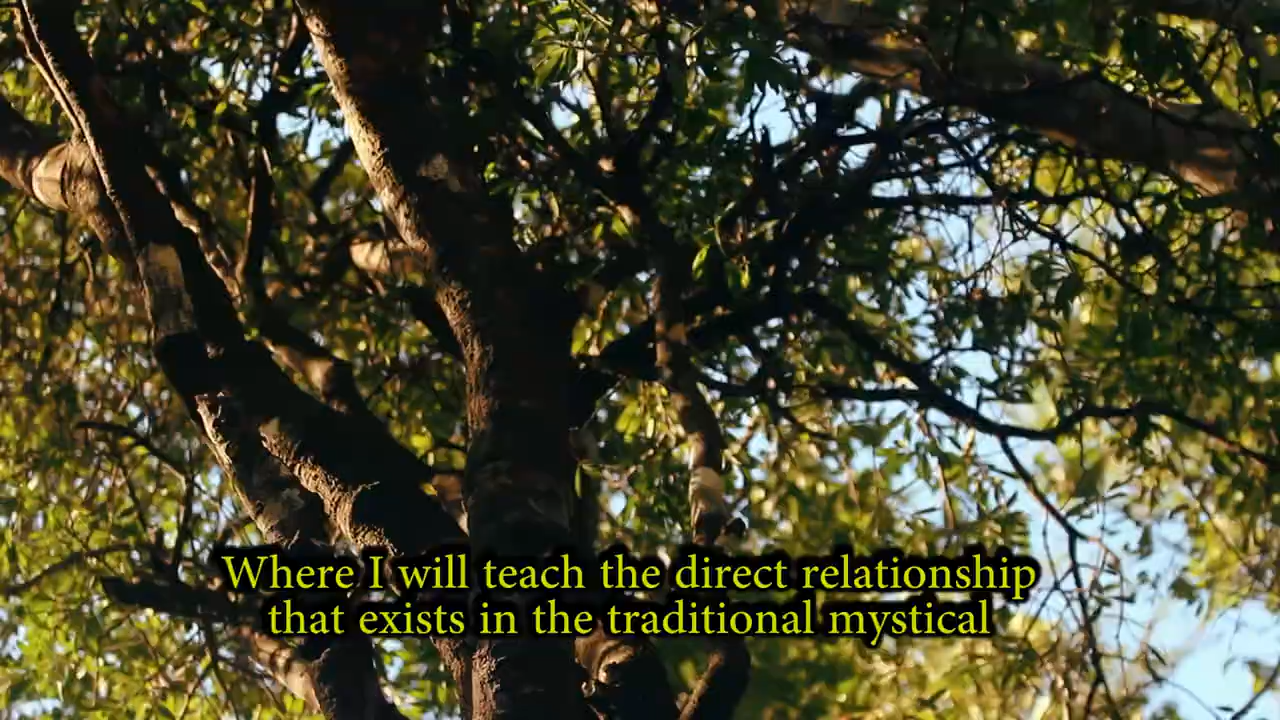 Where I will teach the direct relationship
that exists in the traditional mystical